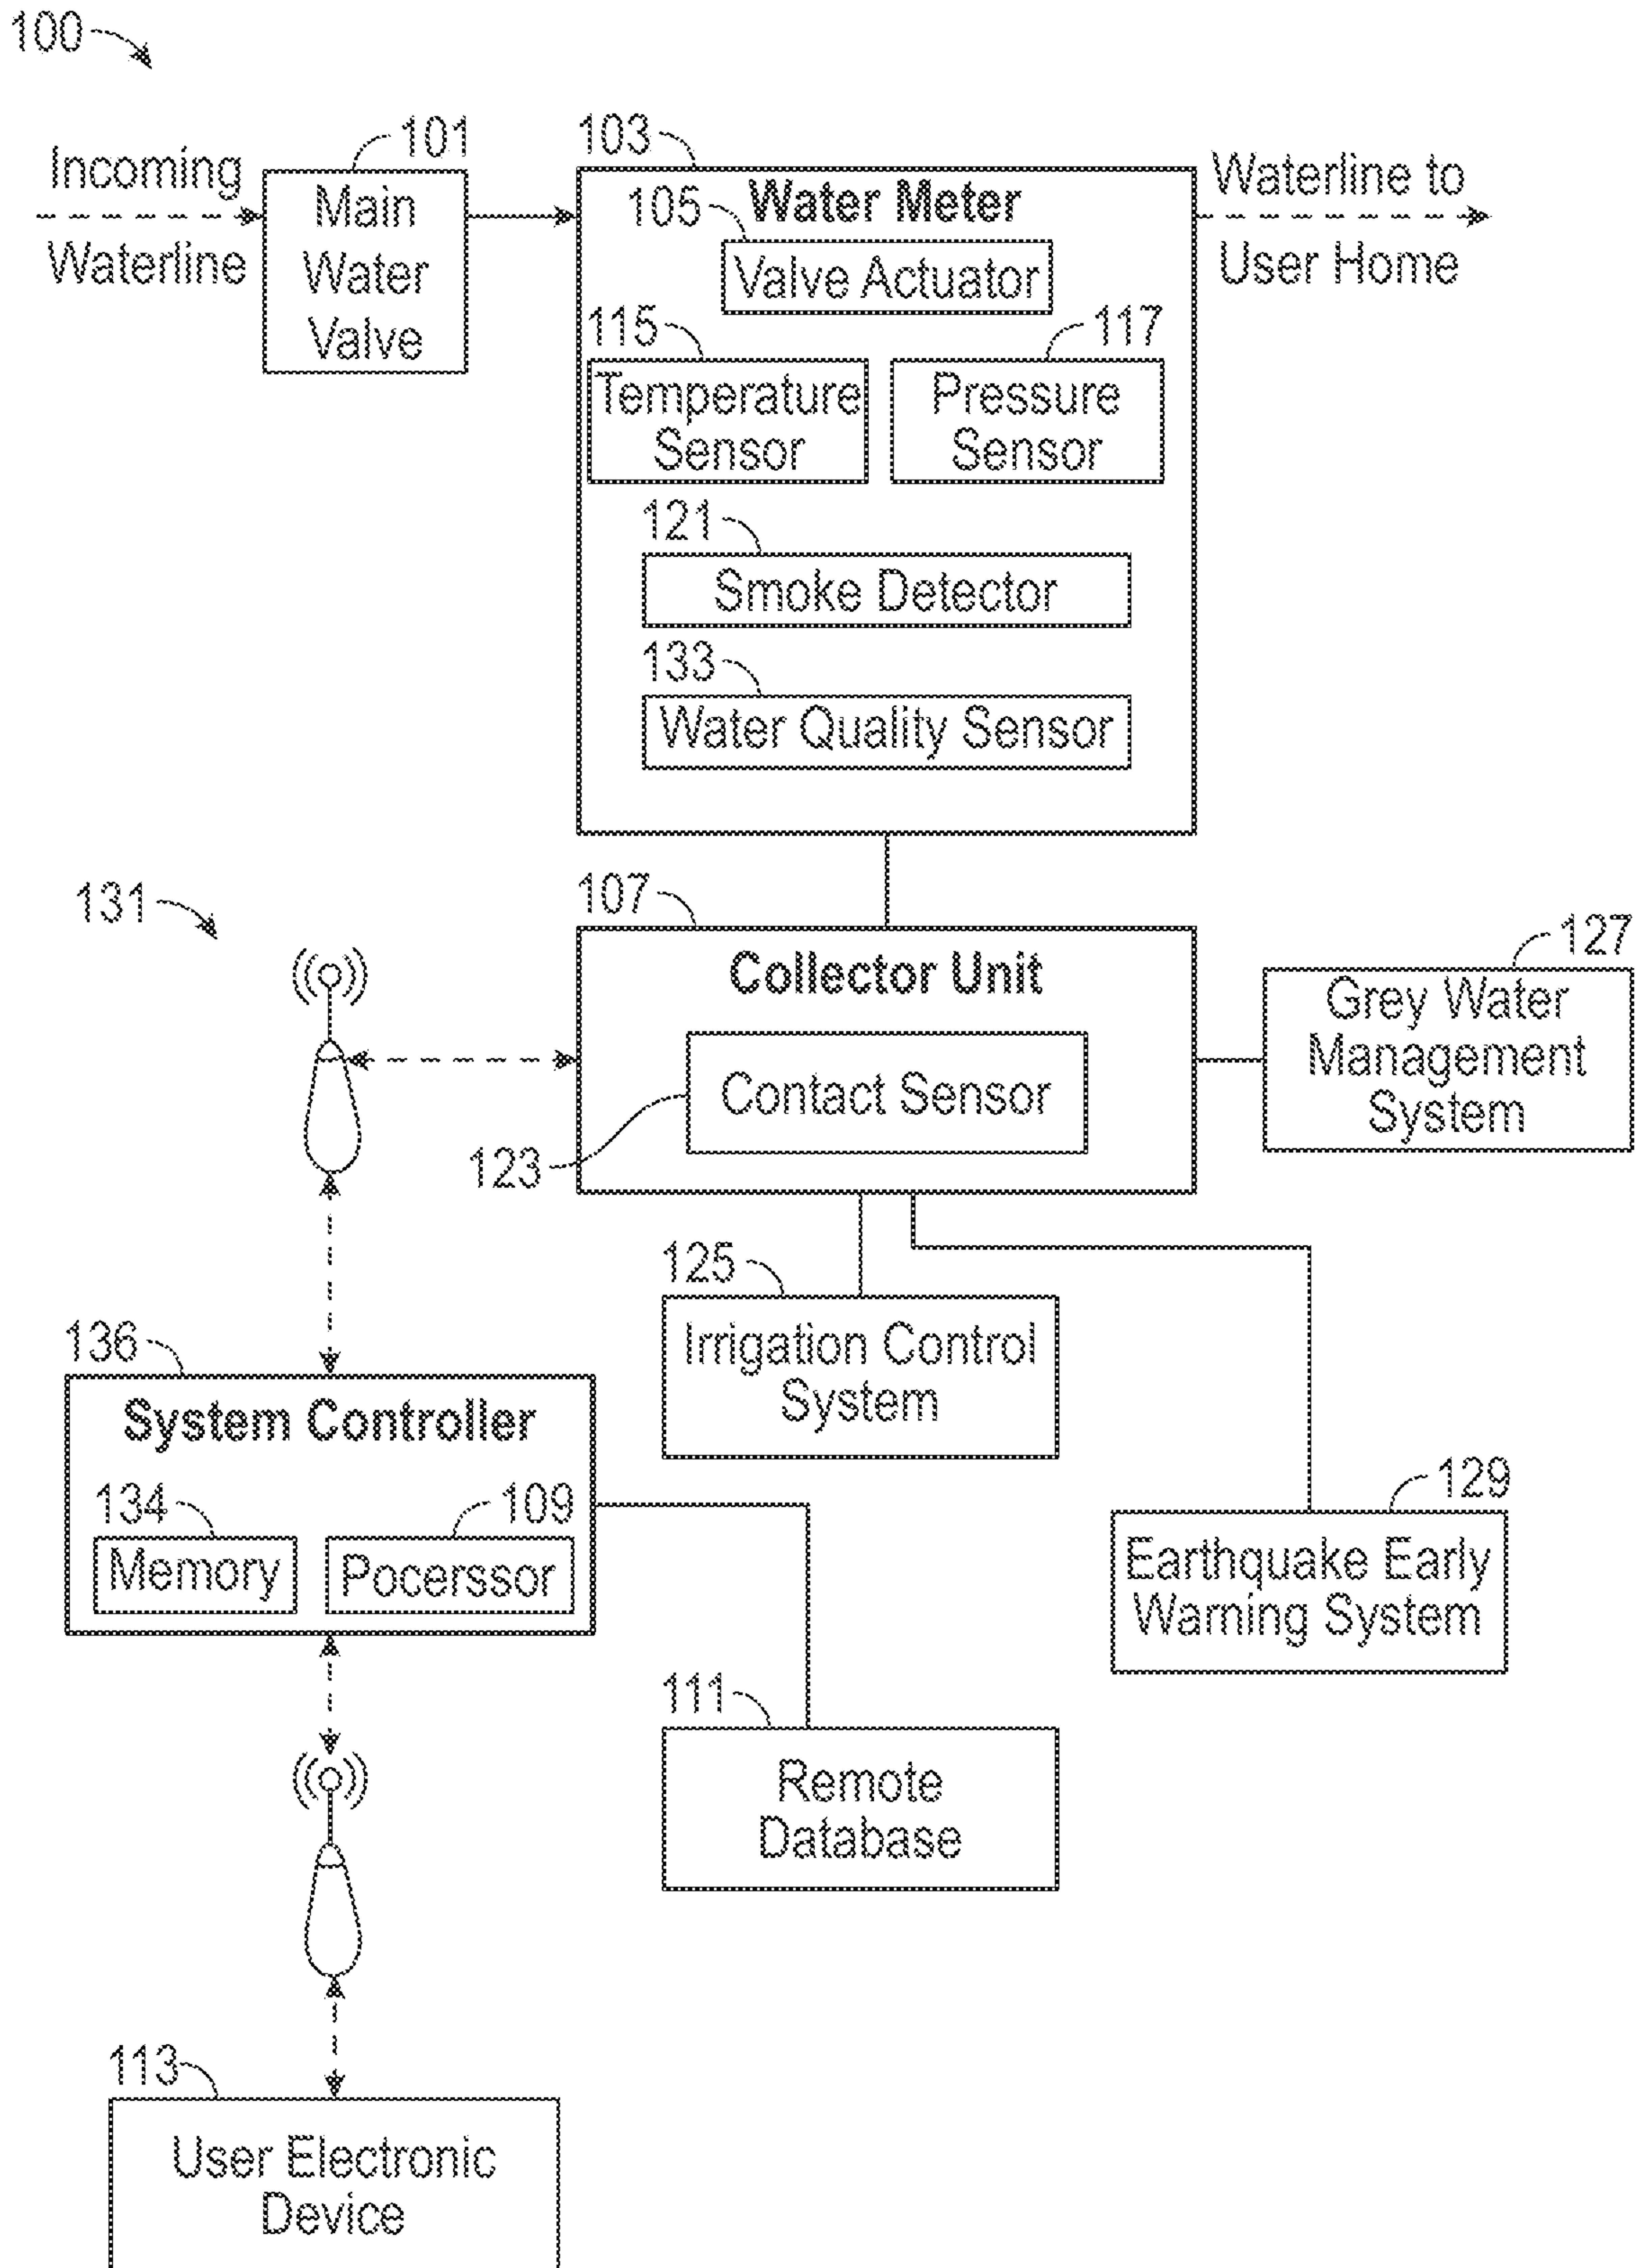 100
101
103
Incoming
Waterline
Main
Water
Valve
Water Meter
105
Valve Actuator
Waterline to
User Home
115
Temperature
Sensor
117
Pressure
Sensor
121
Smoke Detector
133
Water Quality Sensor
131
107
Collector Unit
Contact Sensor
123
127
Grey Water
Management
System
125
Irrigation Control
System
136
System Controller
134
Memory
109
Pocerssor
129
Earthquake Early
Warning System
111
Remote
Database
113
User Electronic
Device